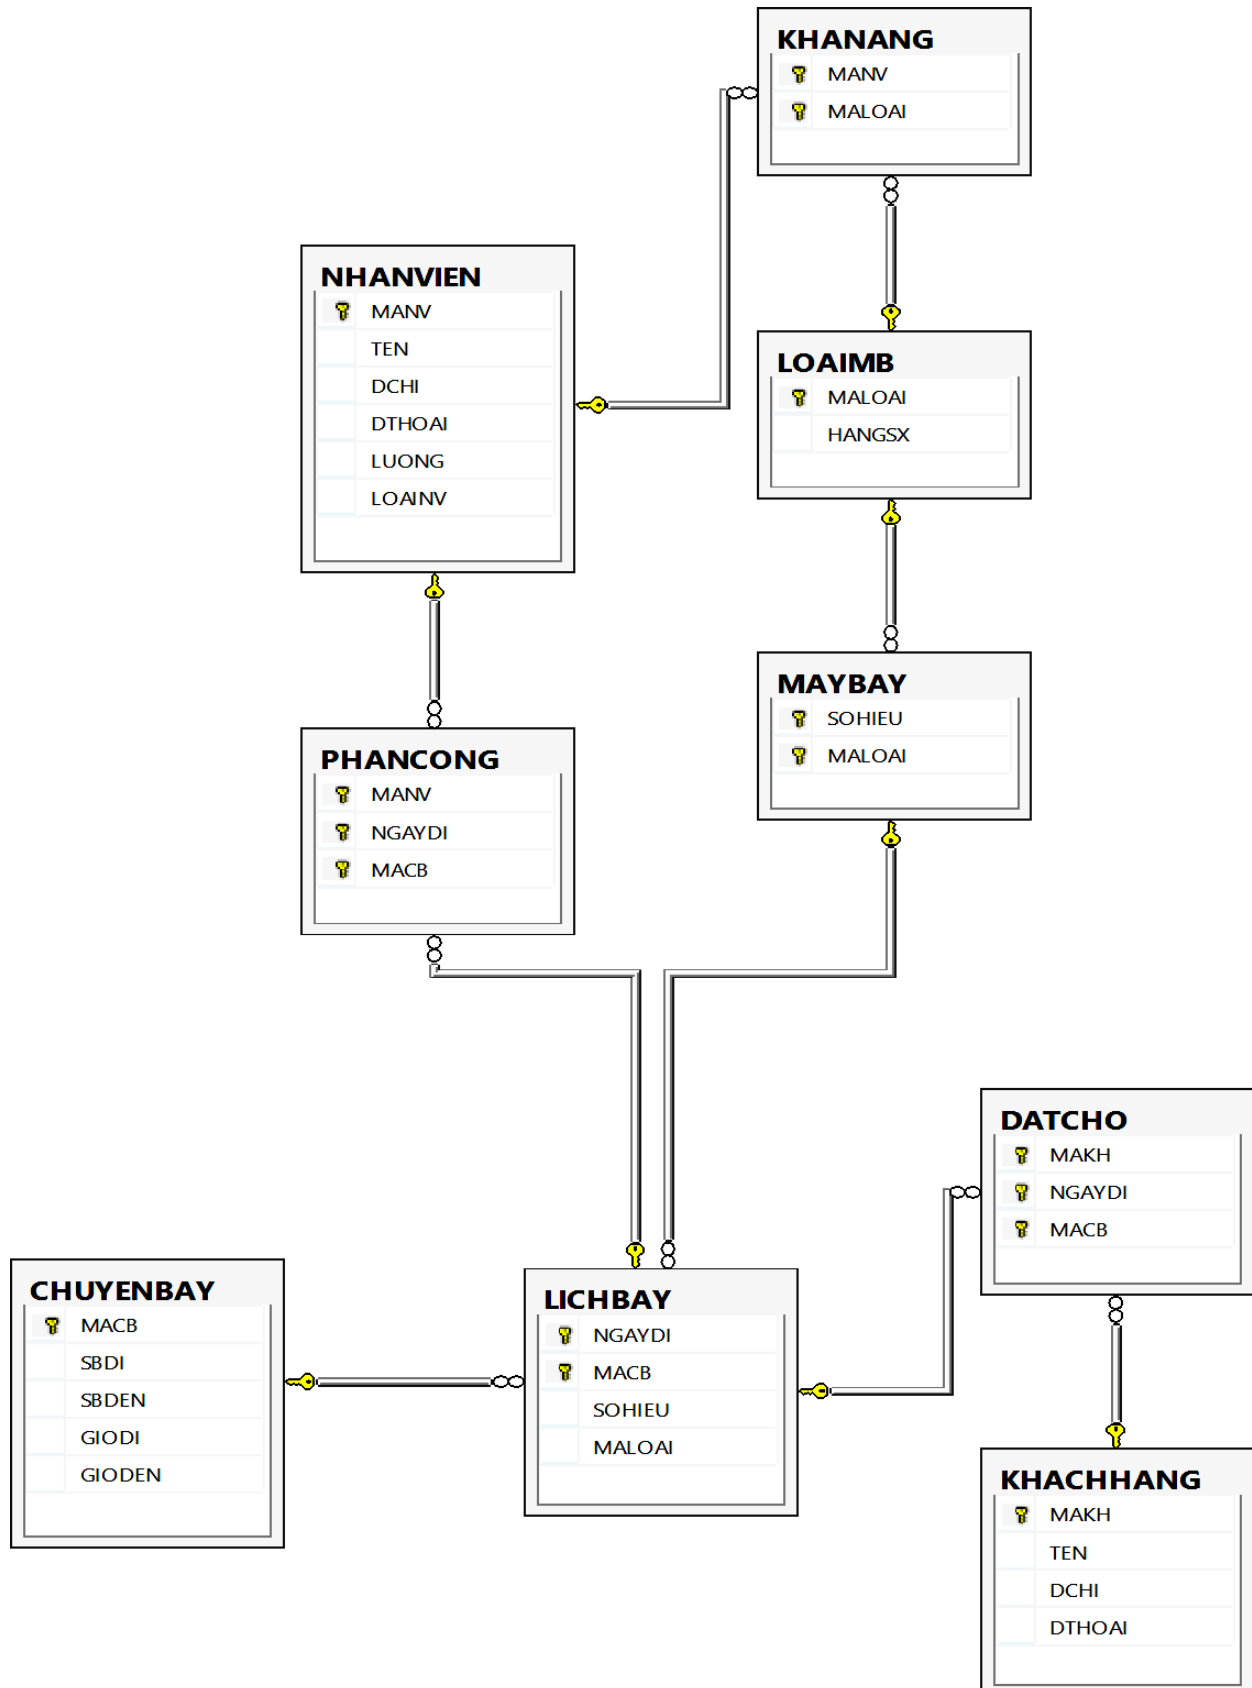 KHANANG
MANV
MALOAI
NHANVIEN
MANV
TEN
DCHI
DTHOAI
LUONG
LOAINV
LOAIMB
MALOAI
HANGSX
MAYBAY
SOHIEU
MALOAI
PHANCONG
MANV
NGAYDI
MACB
DATCHO
MAKH
NGAYDI
MACB
CHUYENBAY
MACB
SBDI
SBDEN
GIODI
GIODEN
LICHBAY
NGAYDI
MACB
SOHIEU
MALOAI
KHACHHANG
MAKH
TEN
DCHI
DTHOAI